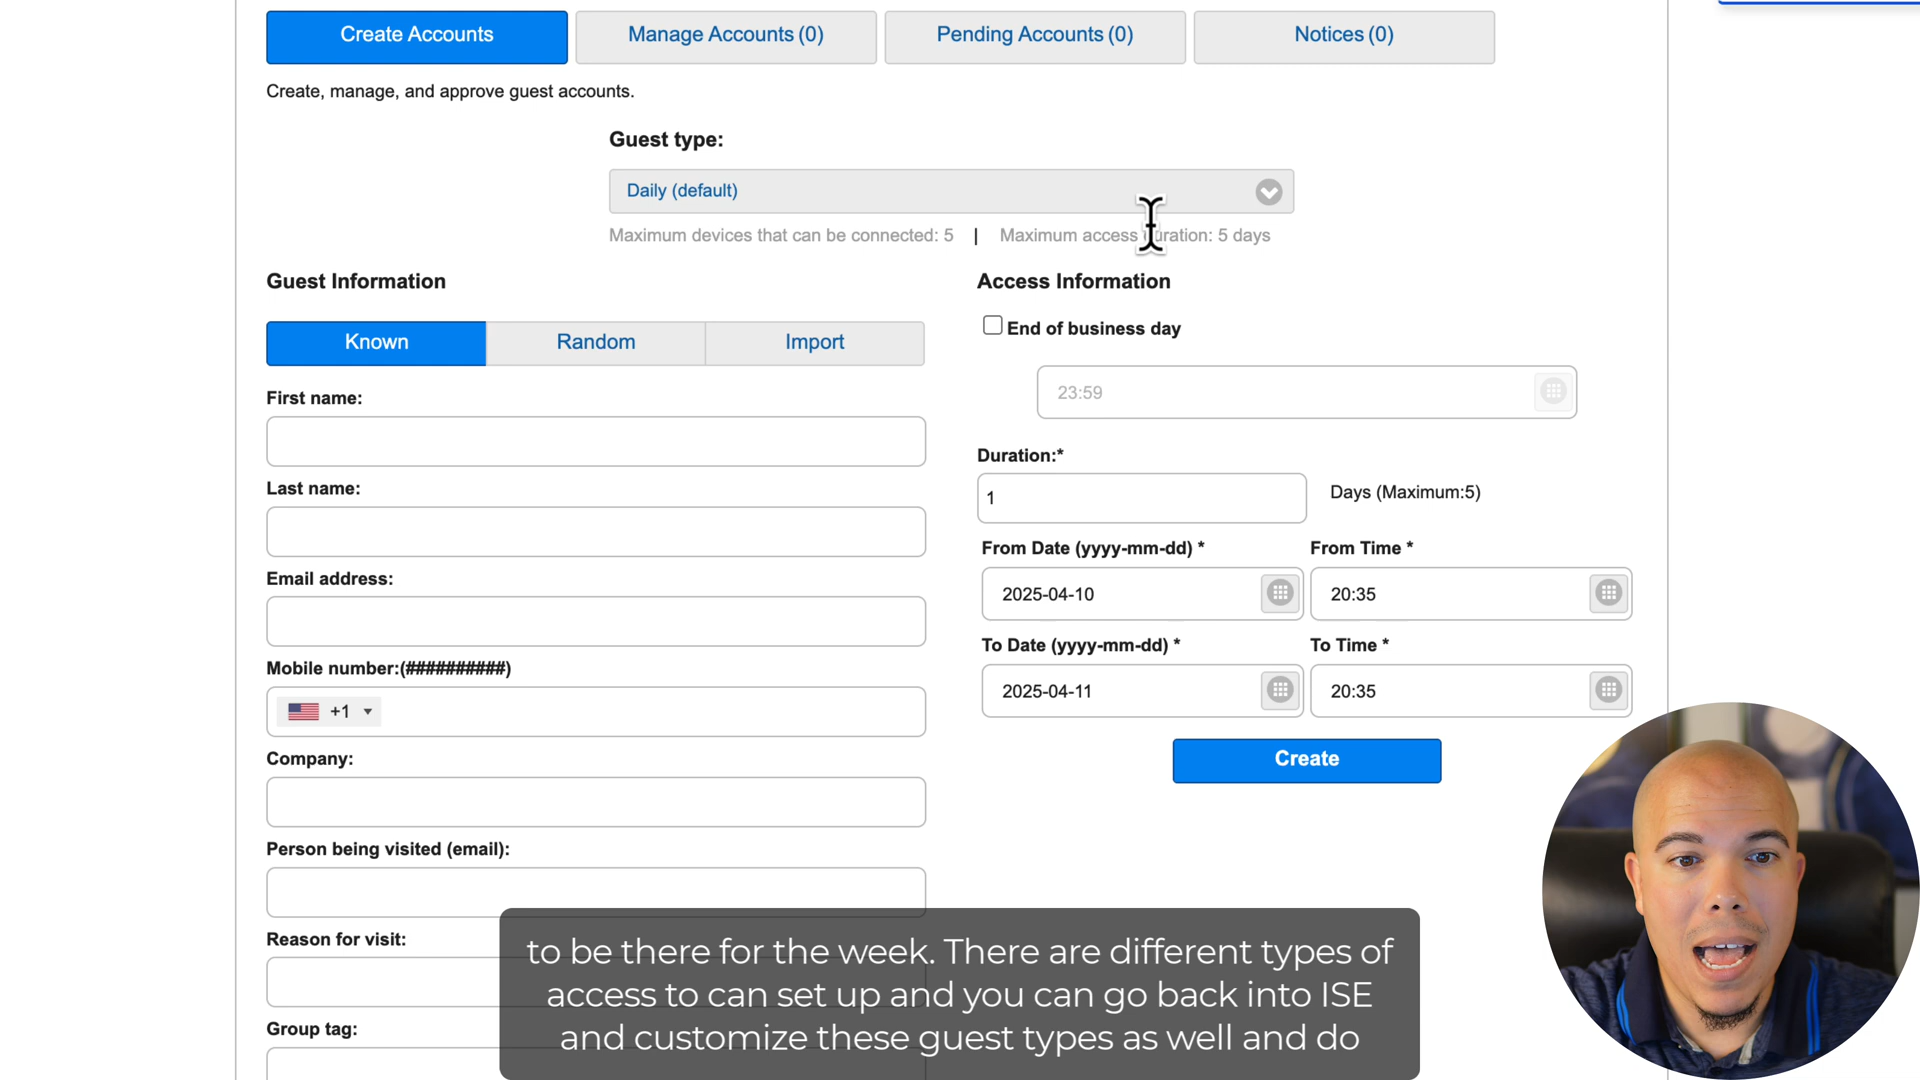 Create Accounts
Manage Accounts (0)
Pending Accounts (0)
Notices (0)
Create, manage, and approve guest accounts.
Guest type:
Daily (default)
Maximum devices that can be connected: 5 | Maximum access duration: 5 days
Guest Information
Known
Random
Import
First name:
Last name:
Email address:
Mobile number:(##########)
+1
Company:
Person being visited (email):
Reason for visit:
Group tag:
Access Information
End of business day
23:59
Duration:*
1
Days (Maximum:5)
From Date (yyyy-mm-dd) *
From Time *
2025-04-10
20:35
To Date (yyyy-mm-dd) *
To Time *
2025-04-11
20:35
Create
to be there for the week. There are different types of
access to can set up and you can go back into ISE
and customize these guest types as well and do